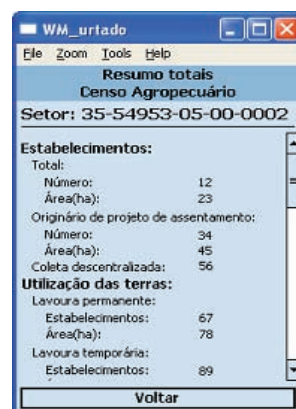 WM_urtado
File Zoom Tools Help
Resumo totais
Censo Agropecuário
Setor: 35-54953-05-00-0002
Estabelecimentos:
Total:
Número: 12
Área(ha): 23
Originário de projeto de assentamento:
Número: 34
Área(ha): 45
Coleta descentralizada: 56
Utilização das terras:
Lavoura permanente:
Estabelecimentos: 67
Área(ha): 78
Lavoura temporária:
Estabelecimentos: 89
Voltar